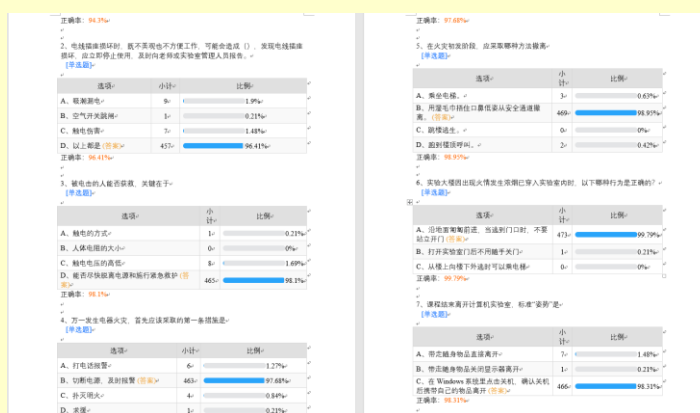 正确率: 94.3%
2、电线插座损坏时, 既不美观也不方便工作, 可能会造成 (), 发现电线插座
损坏, 应立即停止使用, 及时向老师或实验室管理人员报告。
[单选题]
选项 小计 比例
A、吸潮漏电 9 1.9%
B、空气开关跳闸 1 0.21%
C、触电伤害 7 1.48%
D、以上都是 (答案) 457 96.41%
正确率: 96.41%
3、被电击的人能否获救, 关键在于
[单选题]
选项 小计 比例
A、触电的方式 1 0.21%
B、人体电阻的大小 0 0%
C、触电电压的高低 8 1.69%
D、能否尽快脱离电源和施行紧急救护 (答案) 465 98.1%
正确率: 98.1%
4、万一发生电器火灾, 首先应该采取的第一条措施是
[单选题]
选项 小计 比例
A、打电话报警 6 1.27%
B、切断电源、及时报警 (答案) 463 97.68%
C、扑灭明火 4 0.84%
D、求援 1 0.21%
正确率: 97.68%
5、在火灾初发阶段, 应采取哪种方法撤离
[单选题]
选项 小计 比例
A、乘坐电梯。 3 0.63%
B、用湿毛巾捂住口鼻低姿从安全通道撤
离。(答案) 469 98.95%
C、跳楼逃生。 0 0%
D、跑到楼顶呼叫。 2 0.42%
正确率: 98.95%
6、实验大楼因出现火情发生浓烟已穿入实验室内时, 以下哪种行为是正确的?
[单选题]
选项 小计 比例
A、沿地面匍匐前进, 当逃到门口时, 不要
站立开门 (答案) 473 99.79%
B、打开实验室门后不用随手关门 1 0.21%
C、从楼上向楼下外逃时可以乘电梯 0 0%
正确率: 99.79%
7、课程结束离开计算机实验室, 标准“姿势”是
[单选题]
选项 小计 比例
A、带走随身物品直接离开 7 1.48%
B、带走随身物品关闭显示器离开 1 0.21%
C、在 Windows 系统里点击关机, 确认关机
后携带自己的物品离开 (答案) 466 98.31%
正确率: 98.31%